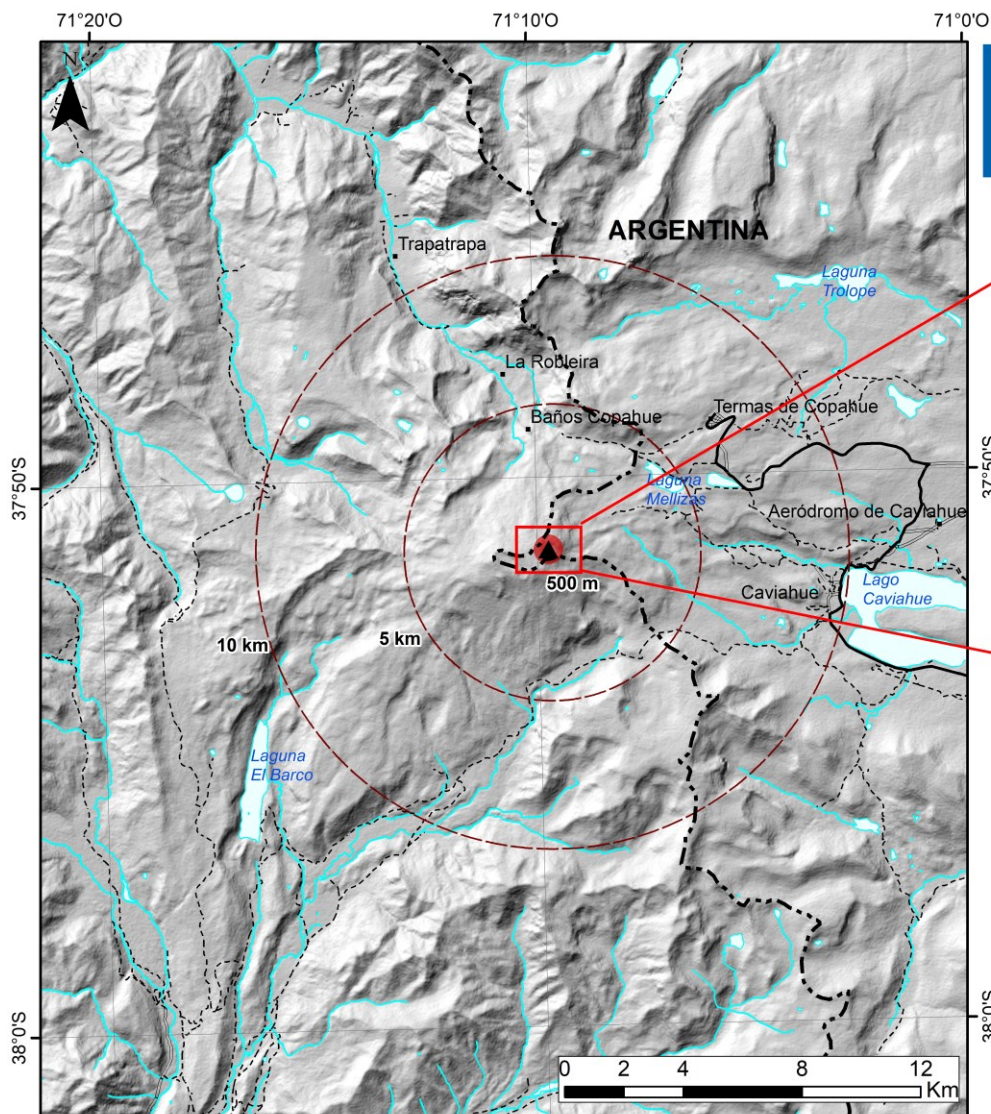 71°20'O
71°10'O
71°0'O
N
ARGENTINA
Trapatrapa
Laguna
Trolope
La Robleira
Termas de Copahue
Baños Copahue
37°50'S
37°50'S
Laguna
Mellizas
Aeródromo de Caviahue
500 m
Caviahue
Lago
Caviahue
10 km
5 km
Laguna
El Barco
38°0'S
38°0'S
0 2 4 8 12
Km